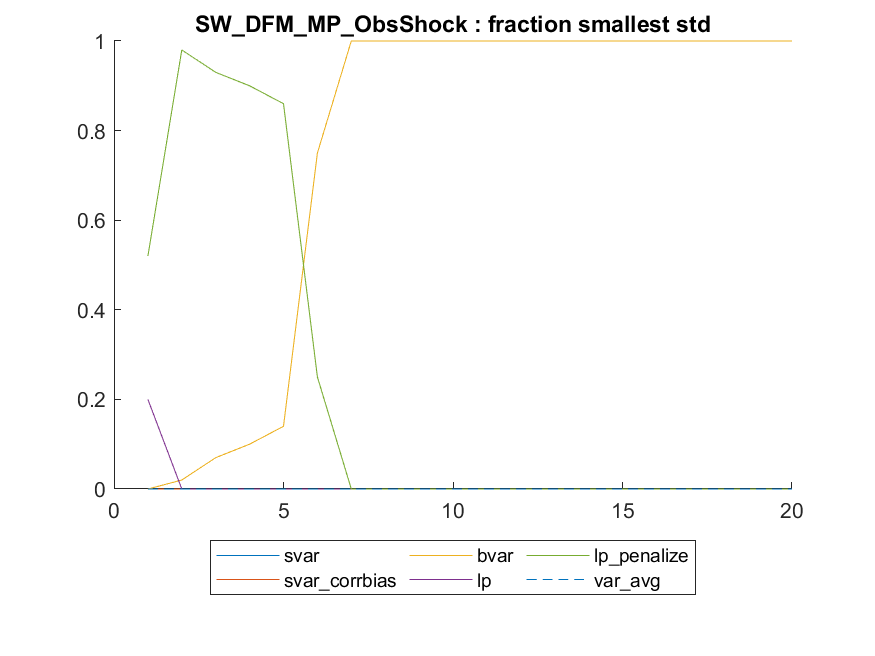 SW_DFM_MP_ObsShock : fraction smallest std
1
0.8
0.6
0.4
0.2
0
0 5 10 15 20
svar bvar lp_penalize
svar_corrbias lp var_avg